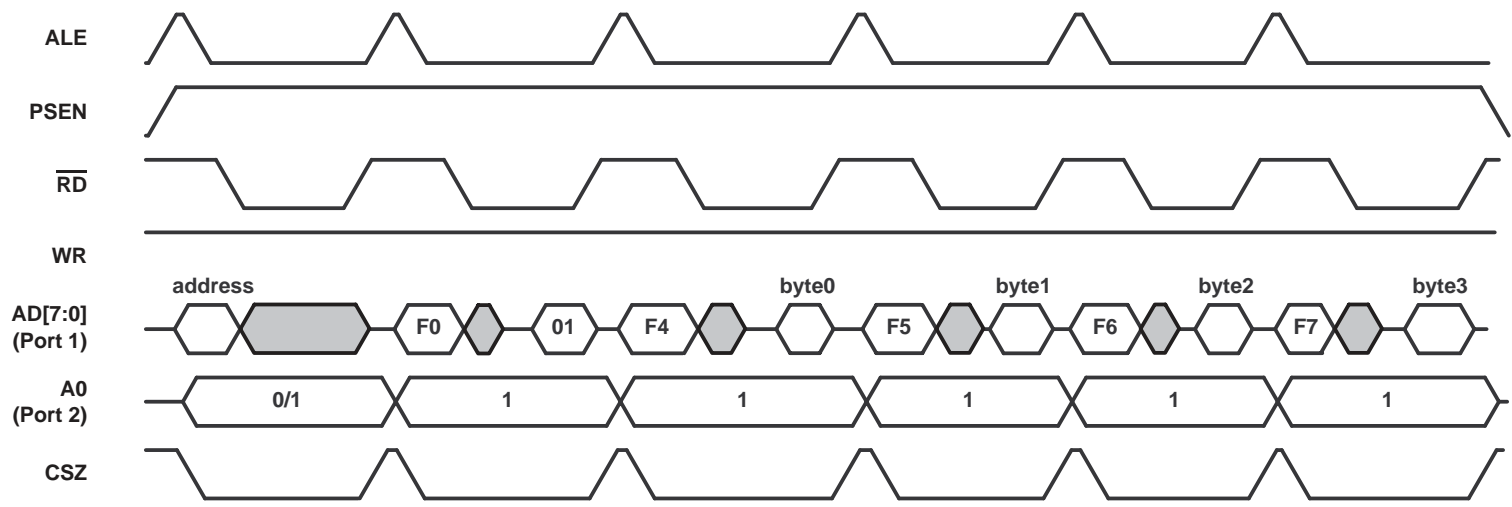 ALE
PSEN
RD
WR
address byte0 byte1 byte2 byte3
AD[7:0]
(Port 1)
F0 01 F4 F5 F6 F7
A0
(Port 2)
0/1 1 1 1 1 1
CSZ